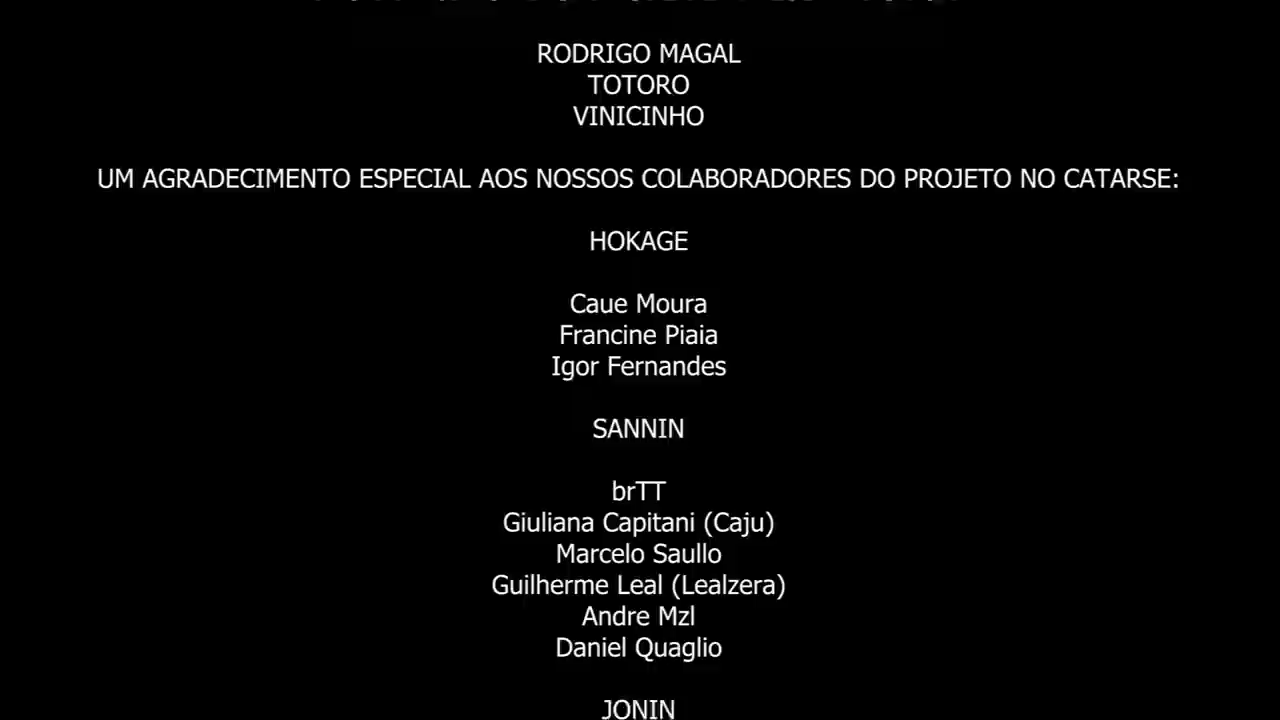 RODRIGO MAGAL
TOTORO
VINICINHO
UM AGRADECIMENTO ESPECIAL AOS NOSSOS COLABORADORES DO PROJETO NO CATARSE:
HOKAGE
Caue Moura
Francine Piaia
Igor Fernandes
SANNIN
brTT
Giuliana Capitani (Caju)
Marcelo Saullo
Guilherme Leal (Lealzera)
Andre Mzl
Daniel Quaglio
JONIN